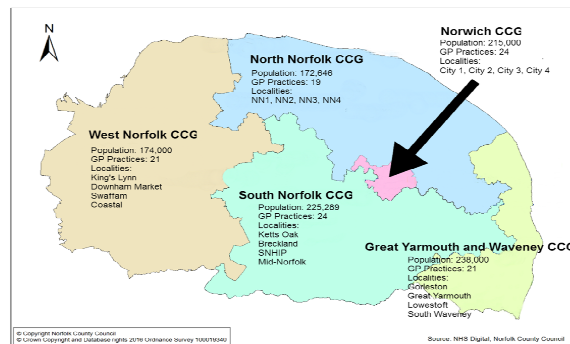 N
Norwich CCG
Population: 215,000
GP Practices: 24
Localities:
City 1, City 2, City 3, City 4
North Norfolk CCG
Population: 172,646
GP Practices: 19
Localities:
NN1, NN2, NN3, NN4
West Norfolk CCG
Population: 174,000
GP Practices: 21
Localities:
King's Lynn
Downham Market
Swaffam
Coastal
South Norfolk CCG
Population: 225,289
GP Practices: 24
Localities:
Ketts Oak
Breckland
SNHIP
Mid-Norfolk
Great Yarmouth and Waveney CCG
Population: 238,000
GP Practices: 21
Localities:
Gorleston
Great Yarmouth
Lowestoft
South Waveney
© Copyright Norfolk County Council
© Crown Copyright and Database rights 2016 Ordnance Survey 100019340
Source: NHS Digital, Norfolk County Council